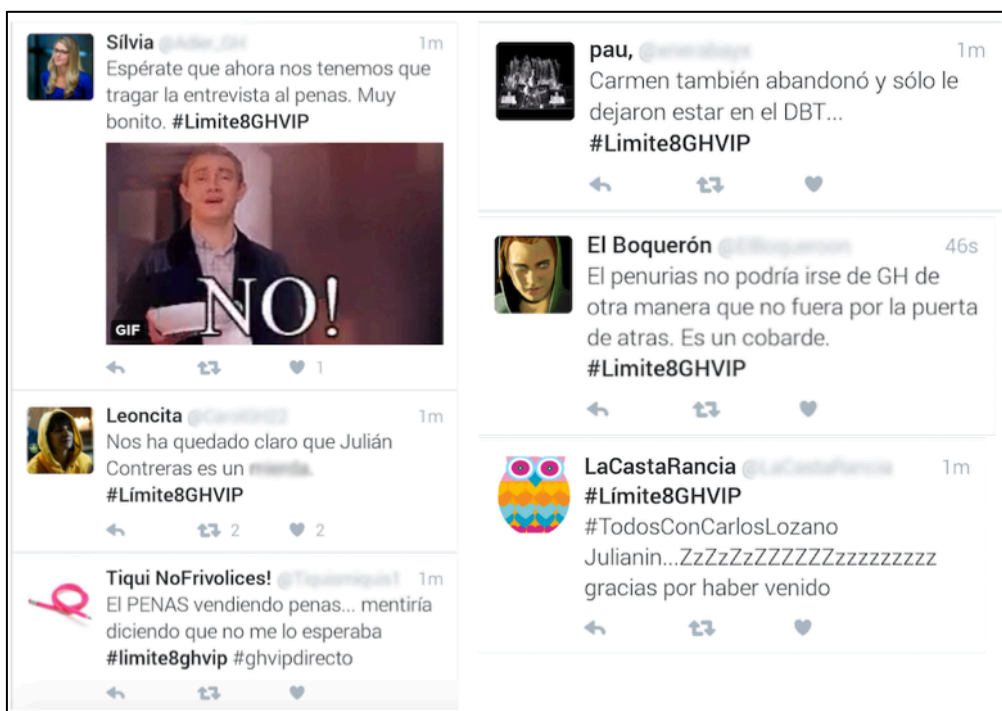 Sílvia 1m
Espérate que ahora nos tenemos que
tragar la entrevista al penas. Muy
bonito. #Limite8GHVIP
NO!
GIF
1
Leoncita 1m
Nos ha quedado claro que Julián
Contreras es un
#Límite8GHVIP
2 2
Tiqui NoFrivolices! 1m
El PENAS vendiendo penas... mentiría
diciendo que no me lo esperaba
#limite8ghvip #ghvipdirecto
pau, 1m
Carmen también abandonó y sólo le
dejaron estar en el DBT...
#Limite8GHVIP
El Boquerón 46s
El penurias no podría irse de GH de
otra manera que no fuera por la puerta
de atras. Es un cobarde.
#Limite8GHVIP
LaCastaRancia 1m
#Límite8GHVIP
#TodosConCarlosLozano
Julianin...ZzZzZzZZZZZZzzzzzzzzzz
gracias por haber venido